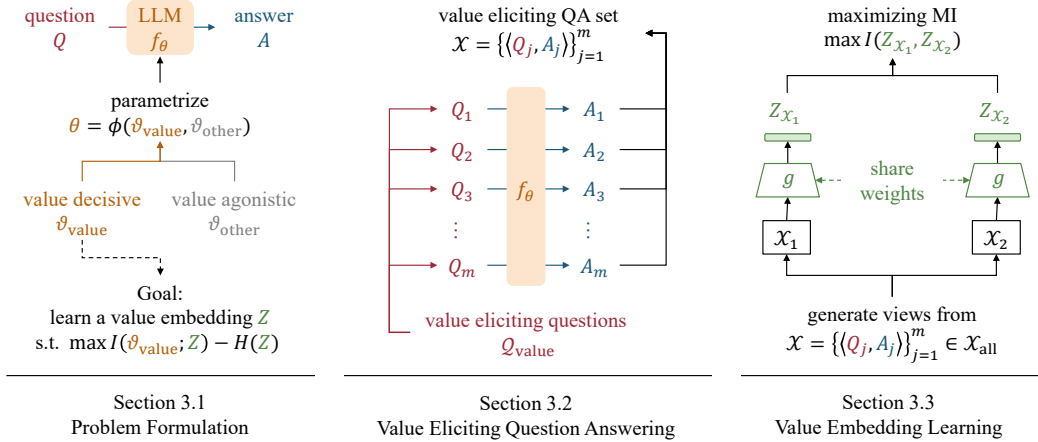 question
Q
LLM
f_θ
answer
A
parametrize
θ = ϕ(ϑ_value, ϑ_other)
value decisive
ϑ_value
value agonistic
ϑ_other
Goal:
learn a value embedding Z
s.t. max I(ϑ_value; Z) − H(Z)
Section 3.1
Problem Formulation
value eliciting QA set
𝒳 = {⟨Q_j, A_j⟩}_{j=1}^m
Q_1
A_1
Q_2
A_2
Q_3
f_θ
A_3
⋮
⋮
Q_m
A_m
value eliciting questions
𝒬_value
Section 3.2
Value Eliciting Question Answering
maximizing MI
max I(Z_{𝒳_1}, Z_{𝒳_2})
Z_{𝒳_1}
Z_{𝒳_2}
g
share
weights
g
𝒳_1
𝒳_2
generate views from
𝒳 = {⟨Q_j, A_j⟩}_{j=1}^m ∈ 𝒳_all
Section 3.3
Value Embedding Learning